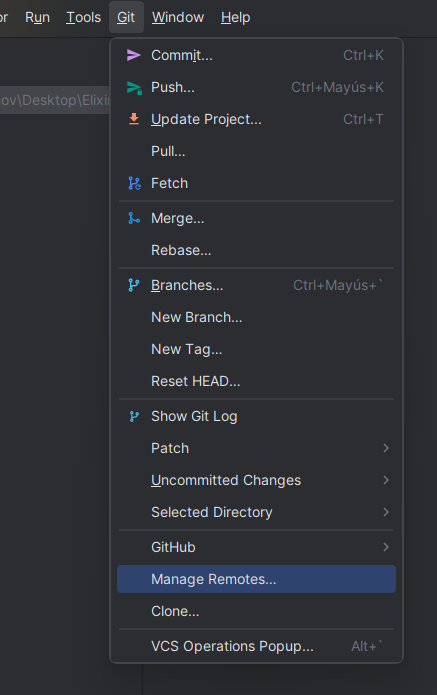 or Run Tools Git Window Help
Commit... Ctrl+K
ov\Desktop\Elixi
Push... Ctrl+Mayús+K
Update Project... Ctrl+T
Pull...
Fetch
Merge...
Rebase...
Branches... Ctrl+Mayús+`
New Branch...
New Tag...
Reset HEAD...
Show Git Log
Patch
Uncommitted Changes
Selected Directory
GitHub
Manage Remotes...
Clone...
VCS Operations Popup... Alt+`